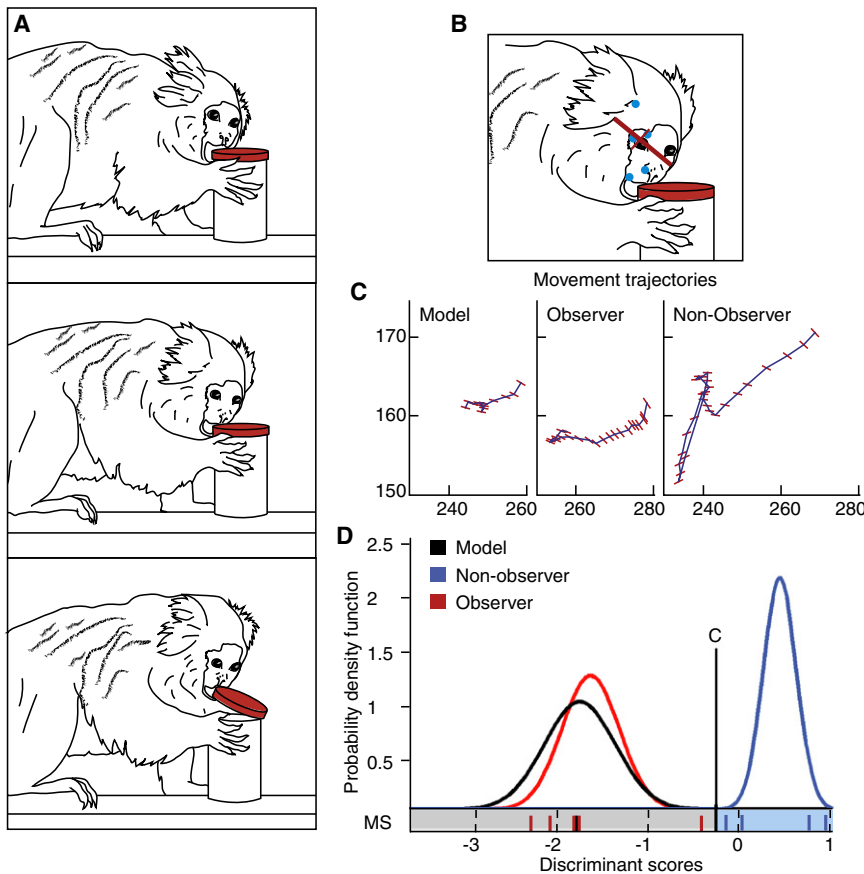 A
B
Movement trajectories
C
Model
Observer
Non-Observer
170
160
150
240
260
260
280
240
260
280
D
2.5
2
1.5
1
0.5
Probability density function
Model
Non-observer
Observer
C
MS
-3
-2
-1
0
1
Discriminant scores